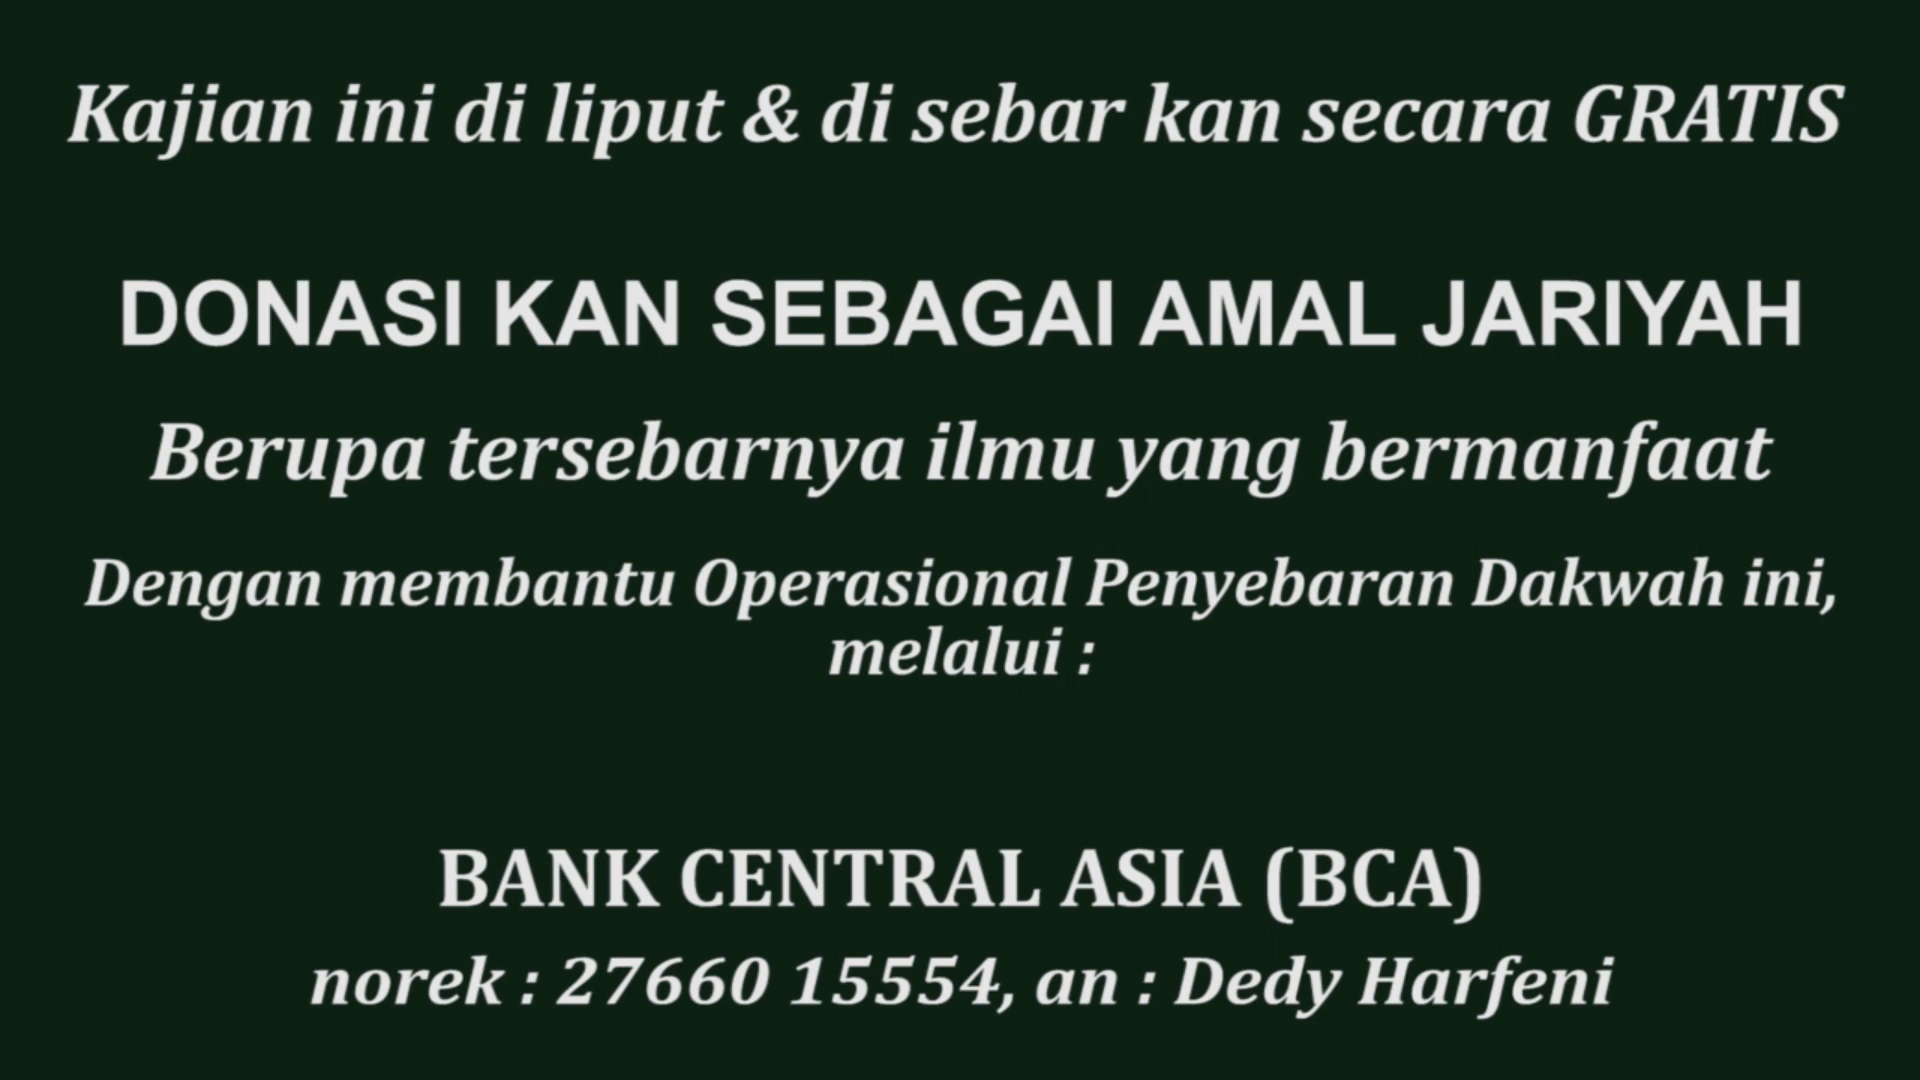 Kajian ini di liput & di sebar kan secara GRATIS
DONASI KAN SEBAGAI AMAL JARIYAH
Berupa tersebarnya ilmu yang bermanfaat
Dengan membantu Operasional Penyebaran Dakwah ini,
melalui :
BANK CENTRAL ASIA (BCA)
norek : 27660 15554, an : Dedy Harfeni